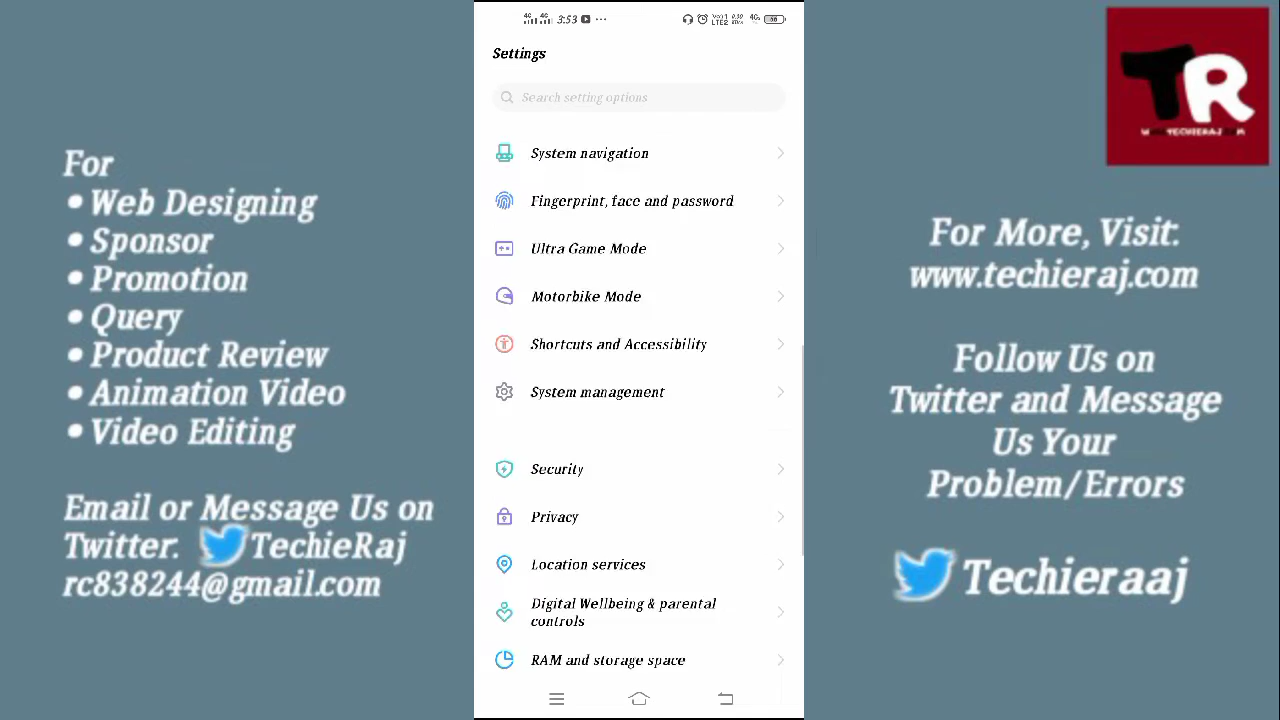 For
• Web Designing
• Sponsor
• Promotion
• Query
• Product Review
• Animation Video
• Video Editing
Email or Message Us on
Twitter. TechieRaj
rc838244@gmail.com
4G 4G 3:53 ...
4G
Settings
Search setting options
System navigation
Fingerprint, face and password
Ultra Game Mode
Motorbike Mode
Shortcuts and Accessibility
System management
Security
Privacy
Location services
Digital Wellbeing & parental
controls
RAM and storage space
TR
For More, Visit:
www.techieraj.com
Follow Us on
Twitter and Message
Us Your
Problem/Errors
Techieraaj